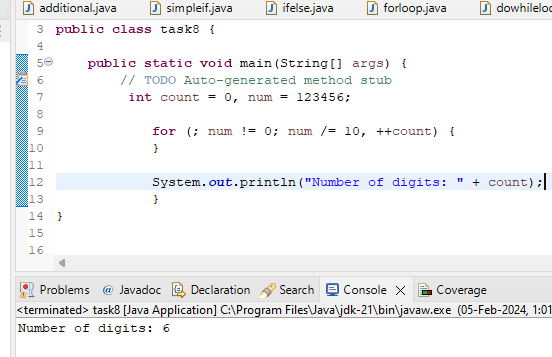 additional.java simpleif.java ifelse.java forloop.java
3 public class task8 {
4
5 public static void main(String[] args) {
6 // TODO Auto-generated method stub
7 int count = 0, num = 123456;
8
9 for (; num != 0; num /= 10, ++count) {
10 }
11
12 System.out.println("Number of digits: " + count);
13 }
14 }
15
16
Problems @ Javadoc Declaration Search Console Coverage
<terminated> task8 [Java Application] C:\Program Files\Java\jdk-21\bin\javaw.exe (05-Feb-2024, 1:01
Number of digits: 6